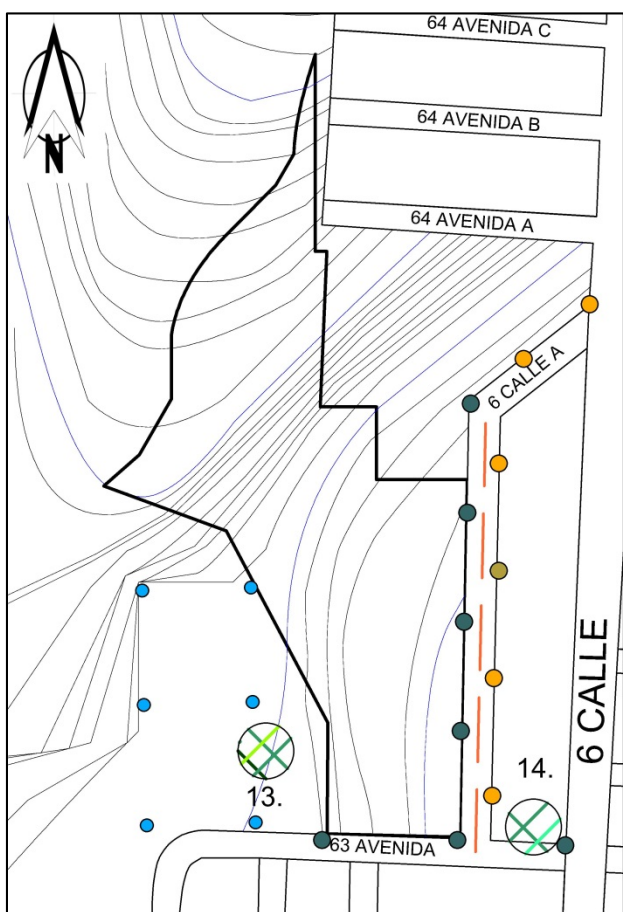 64 AVENIDA C
64 AVENIDA B
N
64 AVENIDA A
6 CALLE A
6 CALLE
14.
13.
63 AVENIDA